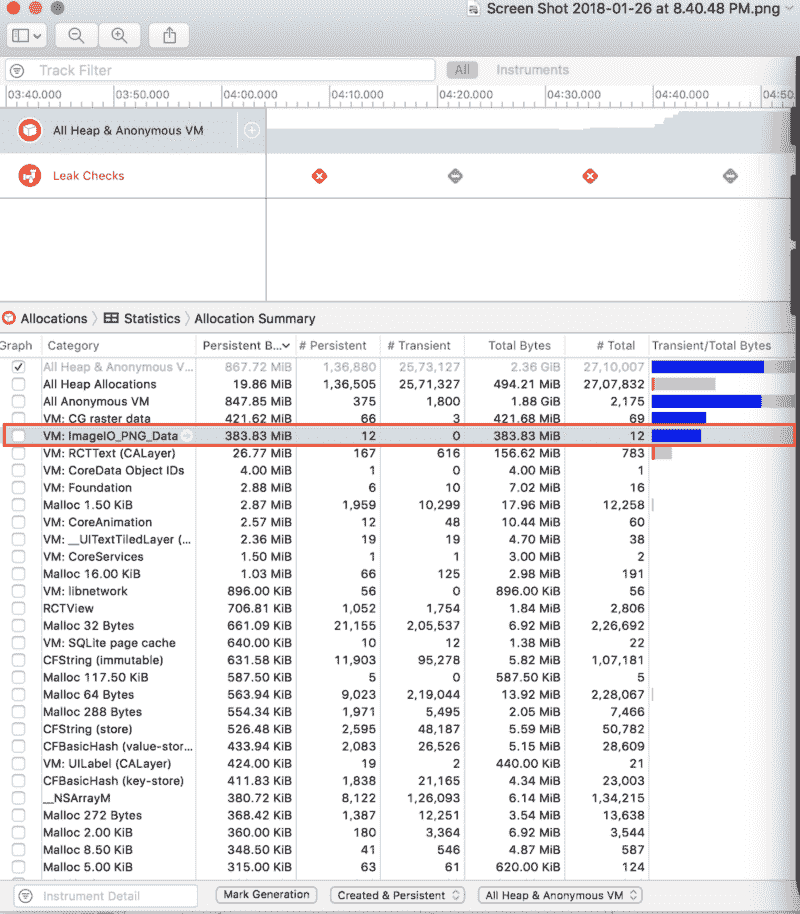 Screen Shot 2018-01-26 at 8.40.48 PM.png
Track Filter All Instruments
03:40.000 03:50.000 04:00.000 04:10.000 04:20.000 04:30.000 04:40.000 04:50.
All Heap & Anonymous VM
Leak Checks
Allocations Statistics Allocation Summary
Graph Category Persistent B... # Persistent # Transient Total Bytes # Total Transient/Total Bytes
All Heap & Anonymous V... 867.72 MiB 1,36,880 25,73,127 2.36 GiB 27,10,007
All Heap Allocations 19.86 MiB 1,36,505 25,71,327 494.21 MiB 27,07,832
All Anonymous VM 847.85 MiB 375 1,800 1.88 GiB 2,175
VM: CG raster data 421.62 MiB 66 3 421.68 MiB 69
VM: ImageIO_PNG_Data 383.83 MiB 12 0 383.83 MiB 12
VM: RCTText (CALayer) 26.77 MiB 167 616 156.62 MiB 783
VM: CoreData Object IDs 4.00 MiB 1 0 4.00 MiB 1
VM: Foundation 2.88 MiB 6 10 7.02 MiB 16
Malloc 1.50 KiB 2.87 MiB 1,959 10,299 17.96 MiB 12,258
VM: CoreAnimation 2.57 MiB 12 48 10.44 MiB 60
VM: __UITextTiledLayer (... 2.36 MiB 19 19 4.70 MiB 38
VM: CoreServices 1.50 MiB 1 1 3.00 MiB 2
Malloc 16.00 KiB 1.03 MiB 66 125 2.98 MiB 191
VM: libnetwork 896.00 KiB 56 0 896.00 KiB 56
RCTView 706.81 KiB 1,052 1,754 1.84 MiB 2,806
Malloc 32 Bytes 661.09 KiB 21,155 2,05,537 6.92 MiB 2,26,692
VM: SQLite page cache 640.00 KiB 10 12 1.38 MiB 22
CFString (immutable) 631.58 KiB 11,903 95,278 5.82 MiB 1,07,181
Malloc 117.50 KiB 587.50 KiB 5 0 587.50 KiB 5
Malloc 64 Bytes 563.94 KiB 9,023 2,19,044 13.92 MiB 2,28,067
Malloc 288 Bytes 554.34 KiB 1,971 5,495 2.05 MiB 7,466
CFString (store) 526.48 KiB 2,595 48,187 5.59 MiB 50,782
CFBasicHash (value-stor... 433.94 KiB 2,083 26,526 5.15 MiB 28,609
VM: UILabel (CALayer) 424.00 KiB 19 2 440.00 KiB 21
CFBasicHash (key-store) 411.83 KiB 1,838 21,165 4.34 MiB 23,003
__NSArrayM 380.72 KiB 8,122 1,26,093 6.14 MiB 1,34,215
Malloc 272 Bytes 368.42 KiB 1,387 12,251 3.54 MiB 13,638
Malloc 2.00 KiB 360.00 KiB 180 3,364 6.92 MiB 3,544
Malloc 8.50 KiB 348.50 KiB 41 546 4.87 MiB 587
Malloc 5.00 KiB 315.00 KiB 63 61 620.00 KiB 124
Instrument Detail Mark Generation Created & Persistent All Heap & Anonymous VM